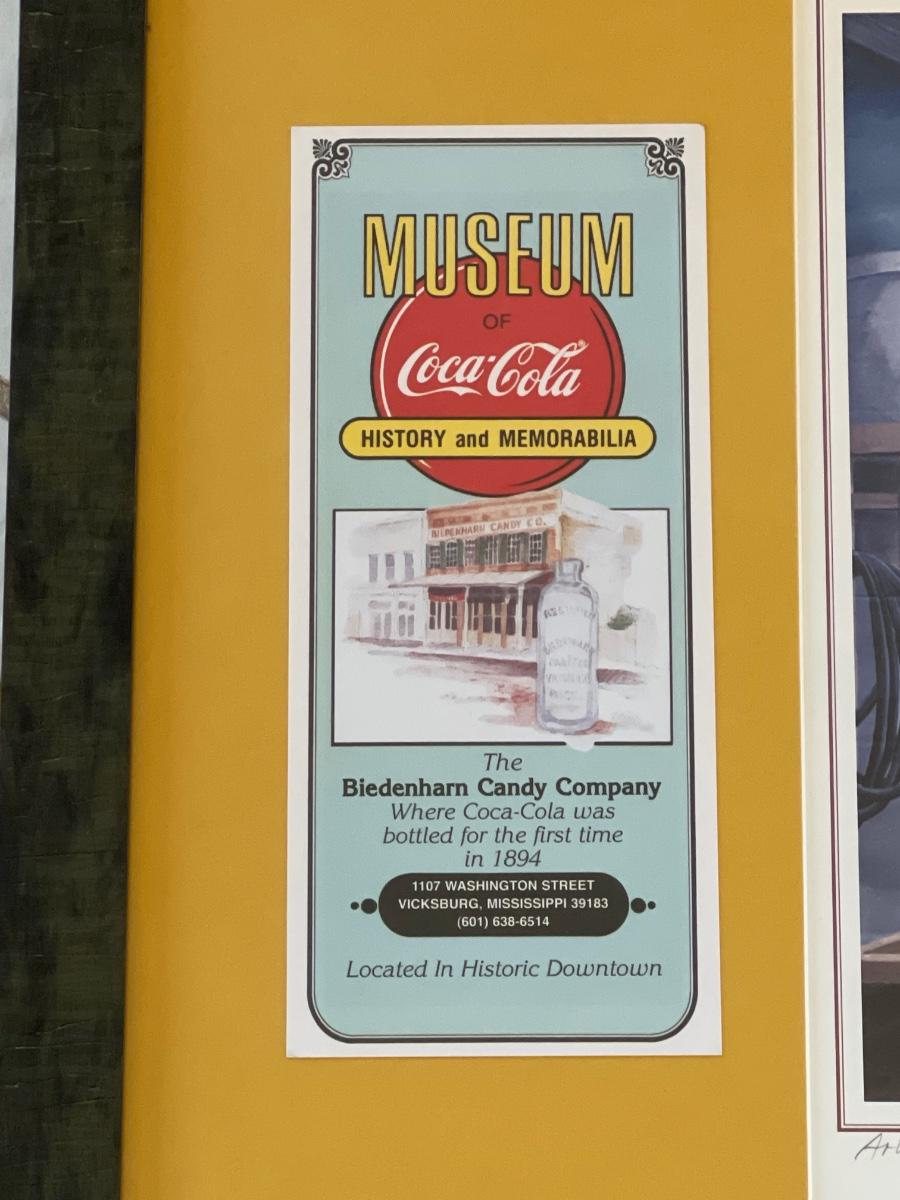 MUSEUM
OF
Coca-Cola®
HISTORY and MEMORABILIA
BIEDENHARN CANDY CO.
The
Biedenharn Candy Company
Where Coca-Cola was
bottled for the first time
in 1894
1107 WASHINGTON STREET
VICKSBURG, MISSISSIPPI 39183
(601) 638-6514
Located In Historic Downtown